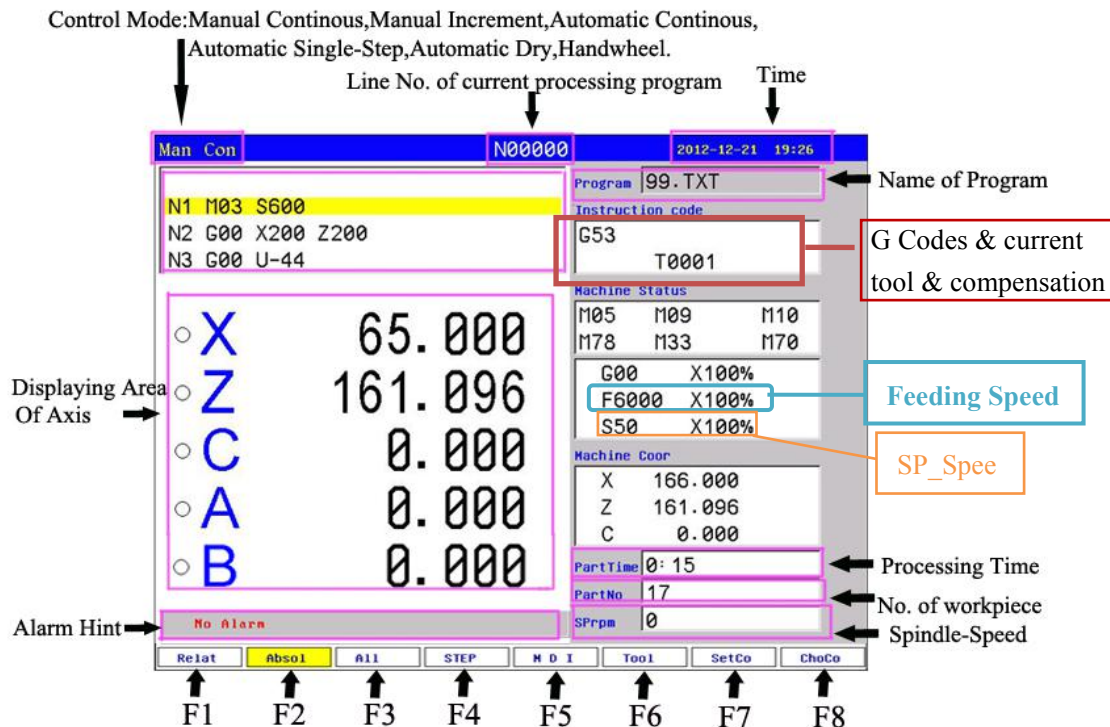 Control Mode:Manual Continous,Manual Increment,Automatic Continous,
Automatic Single-Step,Automatic Dry,Handwheel.
Line No. of current processing program
Time
Man Con
N00000
2012-12-21 19:26
Program 99.TXT
Name of Program
N1 M03 S600
N2 G00 X200 Z200
N3 G00 U-44
Instruction code
G53
T0001
G Codes & current
tool & compensation
Machine Status
M05 M09 M10
M78 M33 M70
G00 X100%
F6000 X100%
S50 X100%
Feeding Speed
SP_Spee
Displaying Area
Of Axis
X 65.000
Z 161.096
C 0.000
A 0.000
B 0.000
Machine Coor
X 166.000
Z 161.096
C 0.000
PartTime 0:15
Processing Time
PartNo 17
No. of workpiece
SPrpm 0
Spindle-Speed
Alarm Hint
No Alarm
Relat Absol All STEP M D I Tool SetCo ChoCo
F1 F2 F3 F4 F5 F6 F7 F8